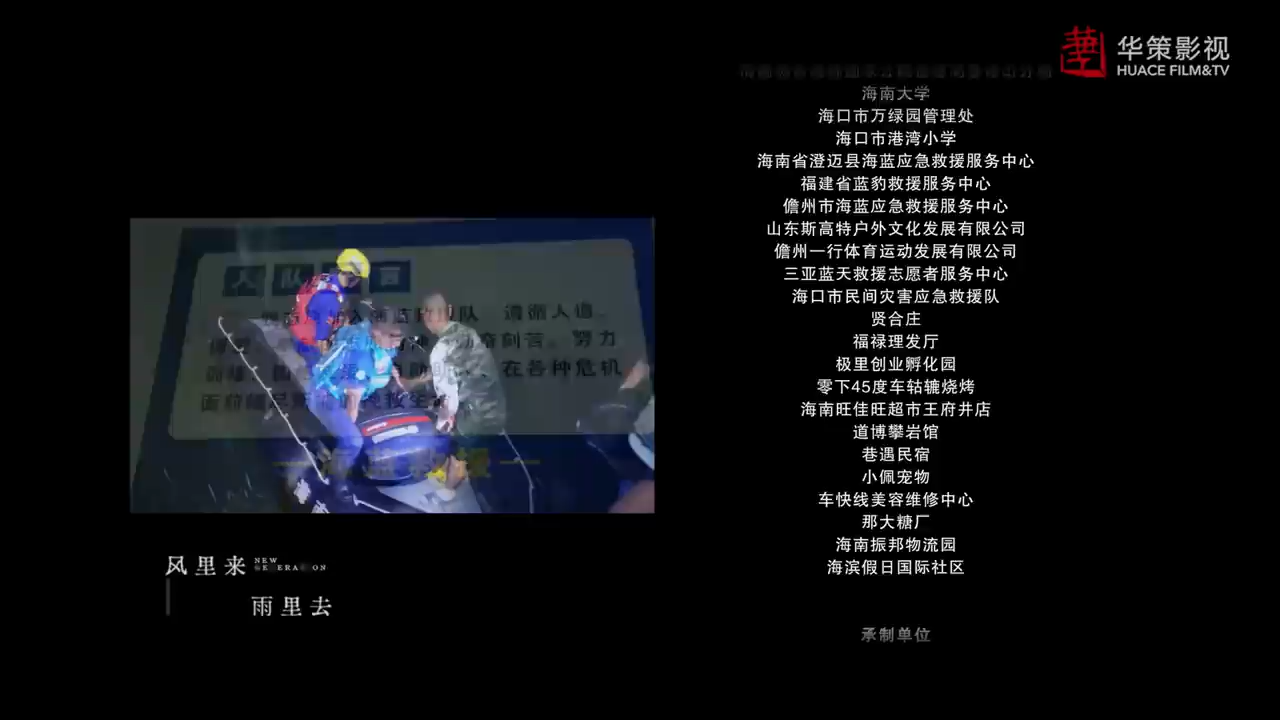 华策影视
HUACE FILM&TV
海南大学
海口市万绿园管理处
海口市港湾小学
海南省澄迈县海蓝应急救援服务中心
福建省蓝豹救援服务中心
儋州市海蓝应急救援服务中心
山东斯高特户外文化发展有限公司
儋州一行体育运动发展有限公司
三亚蓝天救援志愿者服务中心
海口市民间灾害应急救援队
贤合庄
福禄理发厅
极里创业孵化园
零下45度车轱辘烧烤
海南旺佳旺超市王府井店
道博攀岩馆
巷遇民宿
小佩宠物
车快线美容维修中心
那大糖厂
海南振邦物流园
海滨假日国际社区
承制单位
风里来
NEW
雨里去